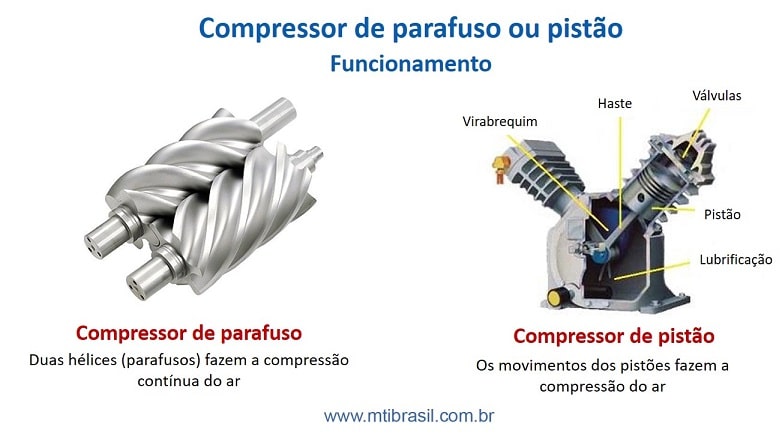 Compressor de parafuso ou pistão
Funcionamento
Válvulas
Haste
Virabrequim
Pistão
Lubrificação
Compressor de parafuso
Duas hélices (parafusos) fazem a compressão
contínua do ar
Compressor de pistão
Os movimentos dos pistões fazem a
compressão do ar
www.mtibrasil.com.br